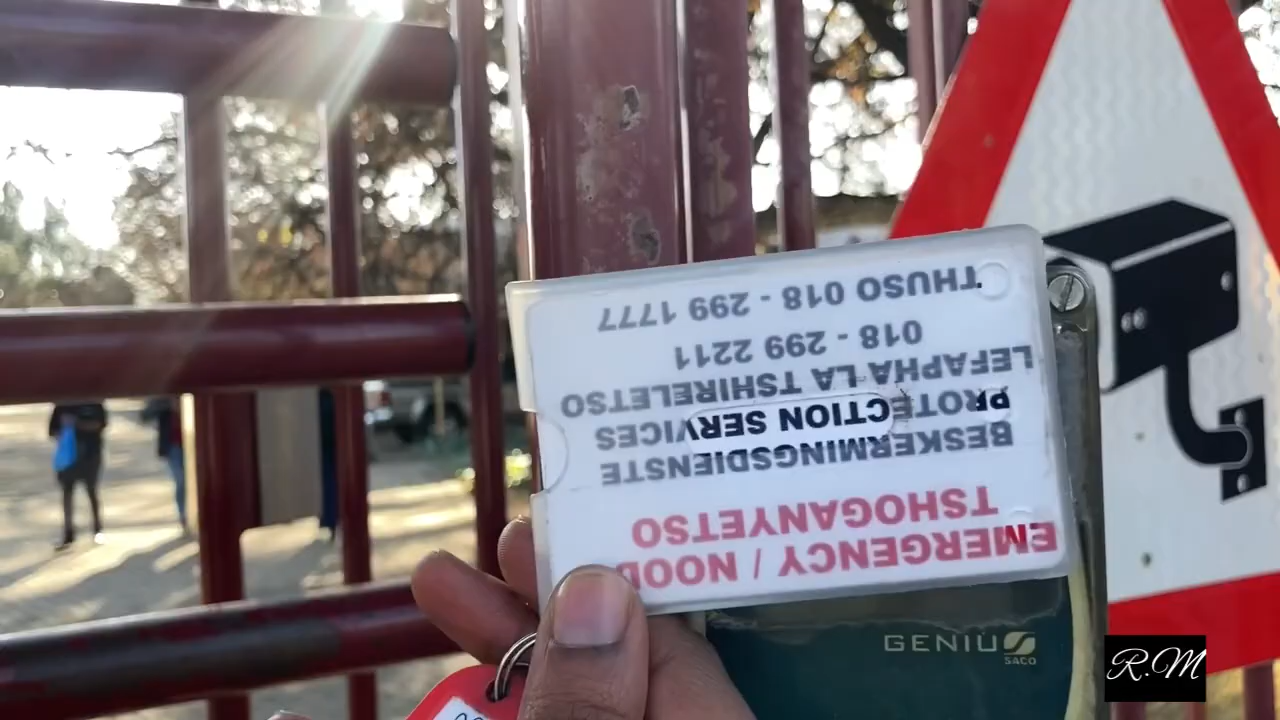 EMERGENCY / NOOD
TSHOGANYETSO
BESKERMINGSDIENSTE
PROTECTION SERVICES
LEFAPHA LA TSHIRELETSO
018 - 299 2211
THUSO 018 - 299 1777
GENIUS
SACO
R.M